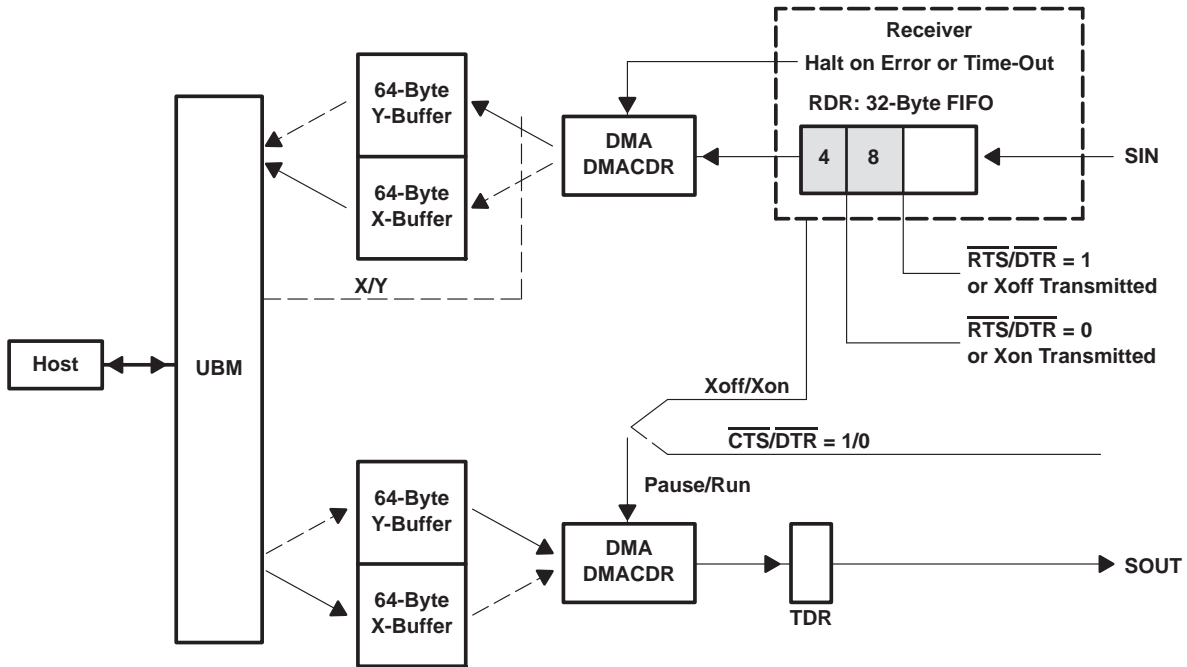 Receiver
Halt on Error or Time-Out
RDR: 32-Byte FIFO
4
8
SIN
64-Byte
Y-Buffer
64-Byte
X-Buffer
DMA
DMACDR
X/Y
RTS/DTR = 1
or Xoff Transmitted
RTS/DTR = 0
or Xon Transmitted
Host
UBM
Xoff/Xon
CTS/DTR = 1/0
Pause/Run
64-Byte
Y-Buffer
64-Byte
X-Buffer
DMA
DMACDR
TDR
SOUT